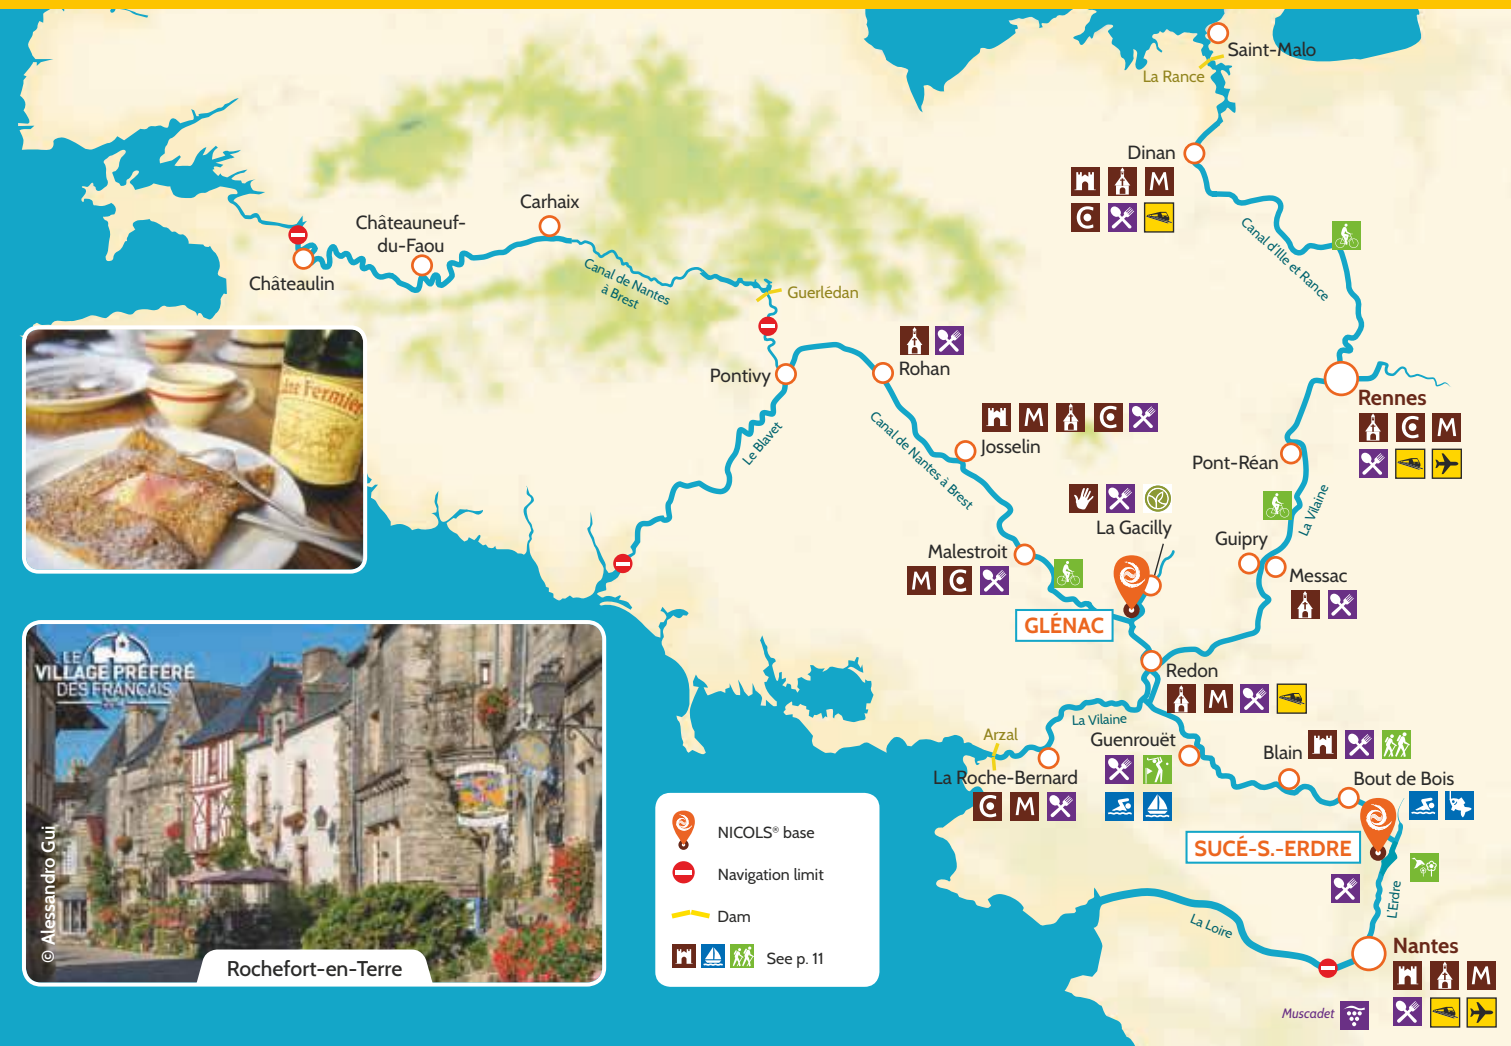 Saint-Malo
La Rance
Dinan
Canal d'Ille et Rance
Carhaix
Châteauneuf-
du-Faou
Châteaulin
Canal de Nantes
à Brest
Guerlédan
Pontivy
Rohan
Le Blavet
Canal de Nantes à Brest
Josselin
M
Rennes
M
Pont-Réan
La Vilaine
La Gacilly
Guipry
Messac
Malestroit
M
GLÉNAC
Redon
M
La Vilaine
Arzal
Guenrouët
La Roche-Bernard
M
Blain
Bout de Bois
SUCÉ-S.-ERDRE
L'Erdre
La Loire
Nantes
M
Muscadet
M
Fermier
LE
VILLAGE PRÉFÉRÉ
DES FRANÇAIS
© Alessandro Gui
Rochefort-en-Terre
NICOLS® base
Navigation limit
Dam
See p. 11